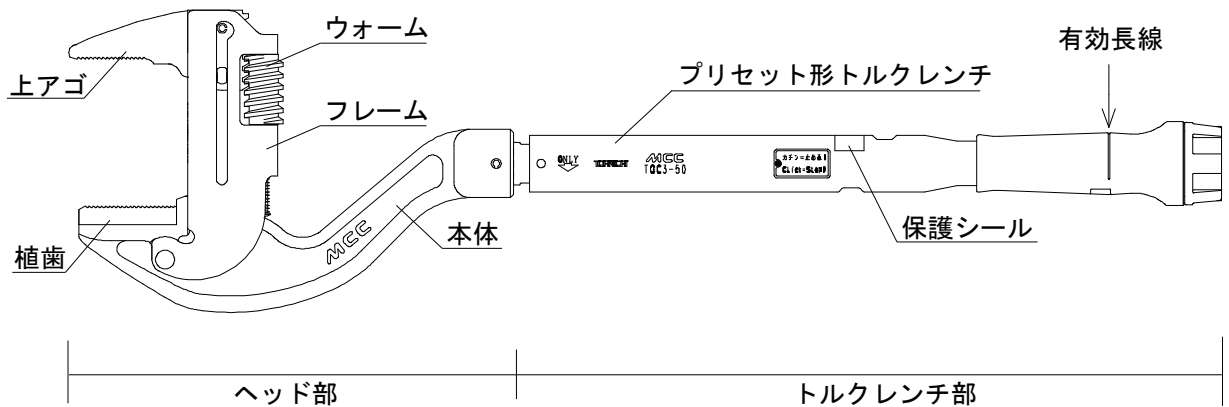 ウォーム
上アゴ
フレーム
植歯
本体
MCC
プリセット形トルクレンチ
有効長線
ONLY
TOHNICHI
MCC
TQC3-50
カチン=止める!
Click=Stop!
保護シール
ヘッド部
トルクレンチ部